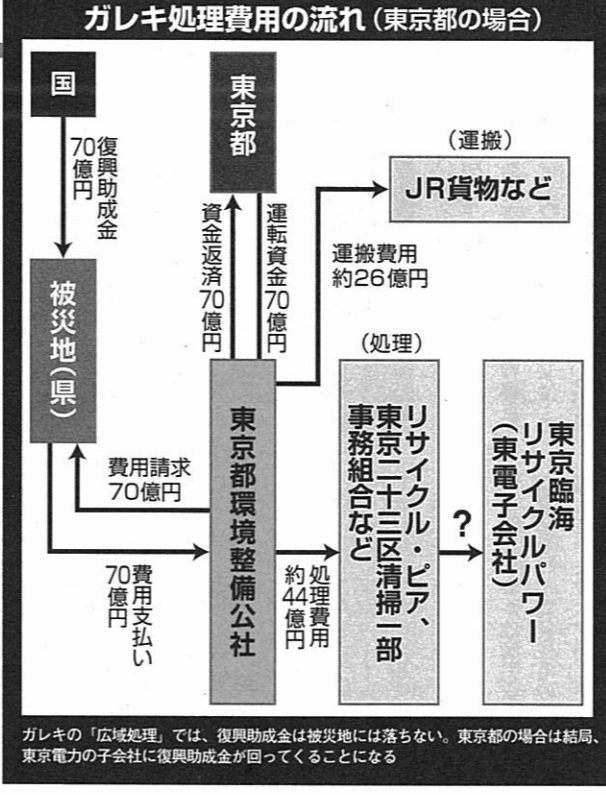 ガレキ処理費用の流れ(東京都の場合)
国
復興助成金
70億円
被災地(県)
東京都
資金返済70億円
運転資金70億円
(運搬)
JR貨物など
運搬費用
約26億円
費用請求
70億円
費用支払い
70億円
東京都環境整備公社
処理費用
約44億円
(処理)
リサイクル・ピア、
東京二十三区清掃一部
事務組合など
?
東京臨海
リサイクルパワー
(東電子会社)
ガレキの「広域処理」では、復興助成金は被災地には落ちない。東京都の場合は結局、
東京電力の子会社に復興助成金が回ってくることになる